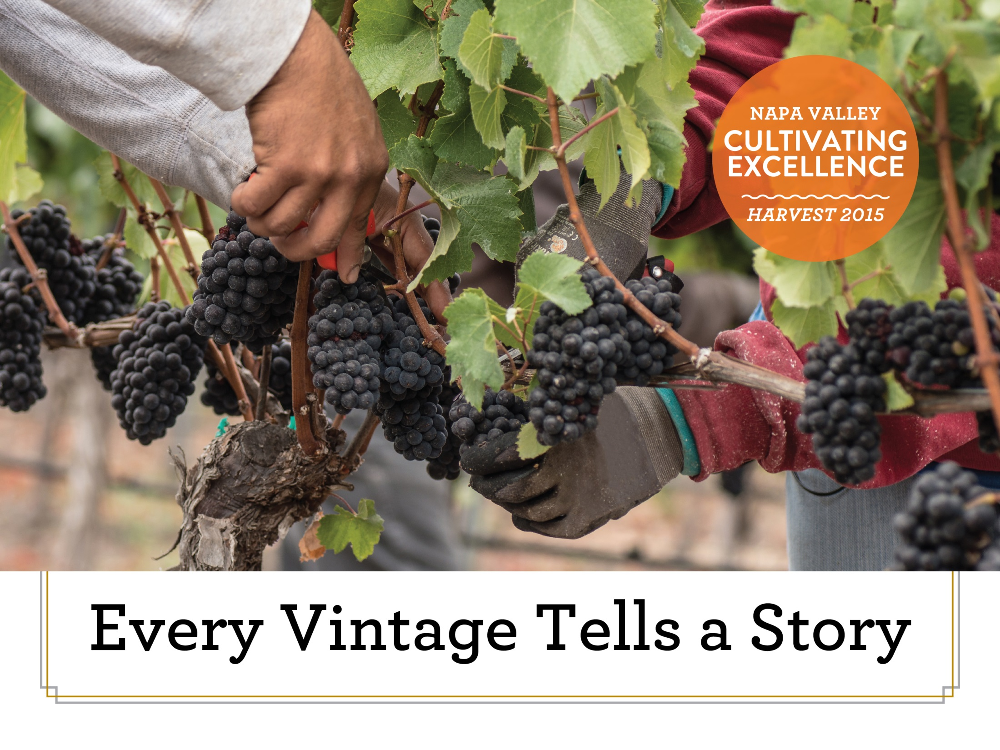 NAPA VALLEY
CULTIVATING
EXCELLENCE
HARVEST 2015
Every Vintage Tells a Story